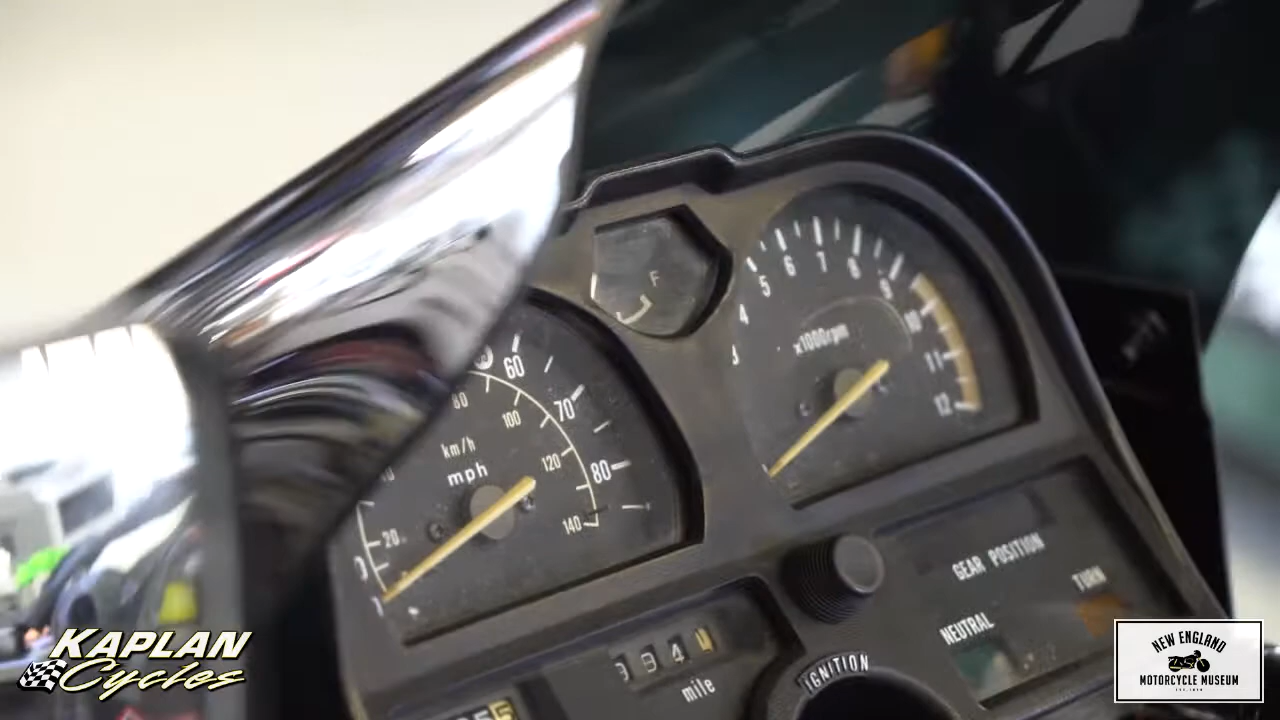 F
5 6 7 8 9 10 11 12
4
x1000rpm
60
80 100
70
km/h
mph
120
80
20
140
GEAR POSITION
TURN
NEUTRAL
IGNITION
mile
KAPLAN
Cycles
NEW ENGLAND
MOTORCYCLE MUSEUM